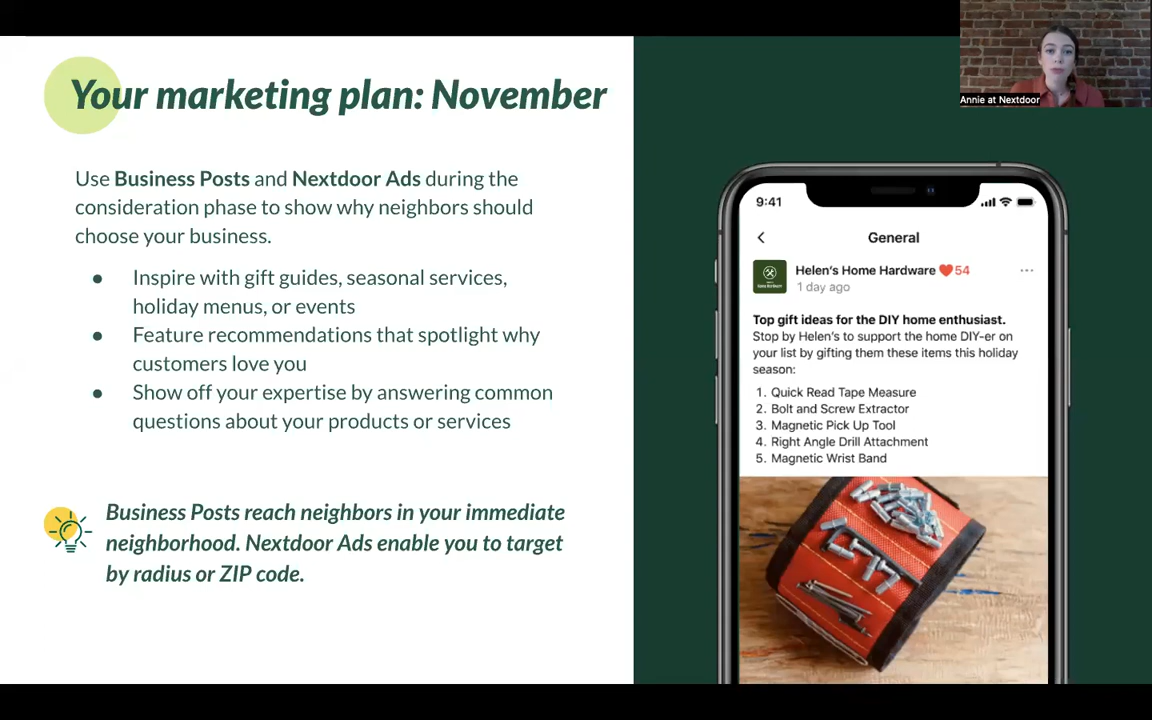 Your marketing plan: November
Annie at Nextdoor
Use Business Posts and Nextdoor Ads during the
consideration phase to show why neighbors should
choose your business.
● Inspire with gift guides, seasonal services,
holiday menus, or events
● Feature recommendations that spotlight why
customers love you
● Show off your expertise by answering common
questions about your products or services
Business Posts reach neighbors in your immediate
neighborhood. Nextdoor Ads enable you to target
by radius or ZIP code.
9:41
General
Helen's Home Hardware ❤️54
1 day ago
Top gift ideas for the DIY home enthusiast.
Stop by Helen's to support the home DIY-er on
your list by gifting them these items this holiday
season:
1. Quick Read Tape Measure
2. Bolt and Screw Extractor
3. Magnetic Pick Up Tool
4. Right Angle Drill Attachment
5. Magnetic Wrist Band